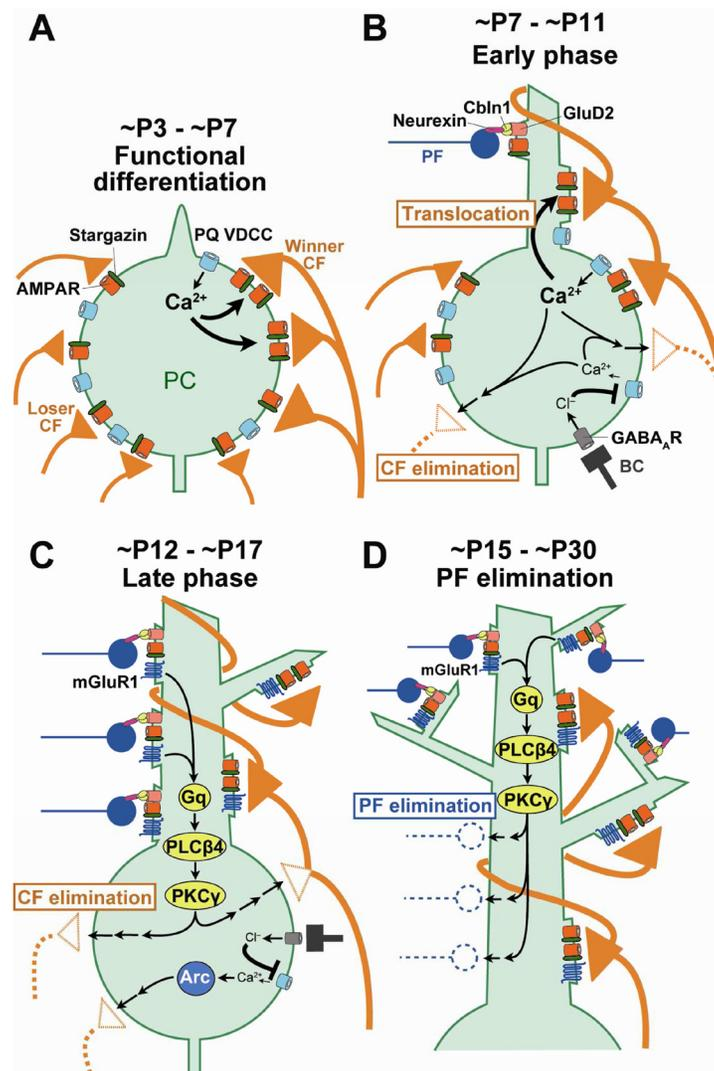 A
~P3 - ~P7
Functional
differentiation
Stargazin
PQ VDCC
Winner
CF
AMPAR
Ca²⁺
PC
Loser
CF
B
~P7 - ~P11
Early phase
Cbln1
Neurexin
GluD2
PF
Translocation
Ca²⁺
Ca²⁺
Cl⁻
GABA_AR
CF elimination
BC
C
~P12 - ~P17
Late phase
mGluR1
Gq
PLCβ4
CF elimination
PKCγ
Cl⁻
Arc
Ca²⁺
D
~P15 - ~P30
PF elimination
mGluR1
Gq
PLCβ4
PF elimination
PKCγ